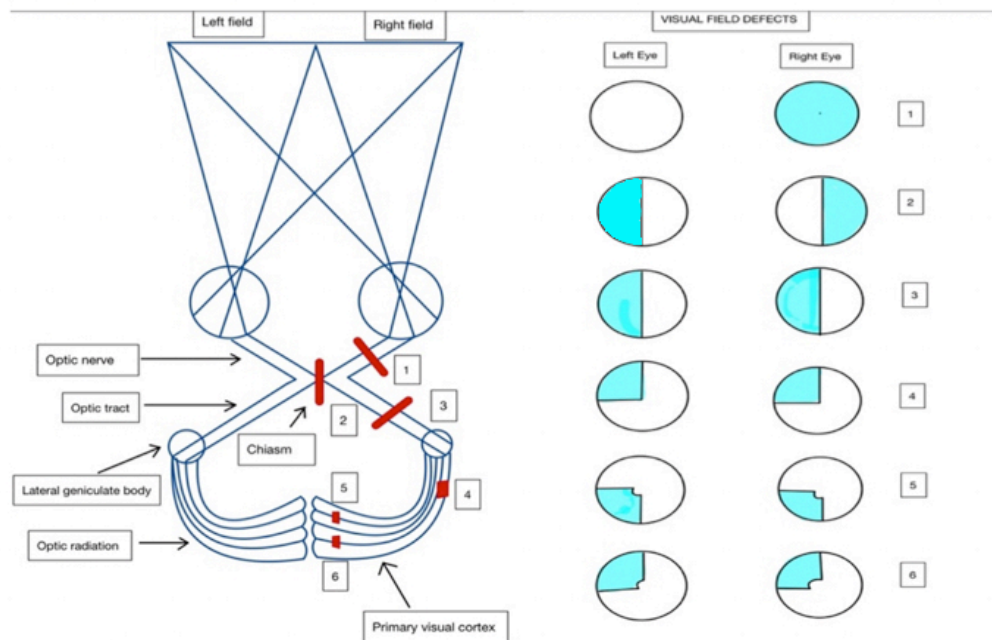 Left field
Right field
Optic nerve
Optic tract
Chiasm
Lateral geniculate body
Optic radiation
Primary visual cortex
1
2
3
4
5
6
VISUAL FIELD DEFECTS
Left Eye
Right Eye
1
2
3
4
5
6